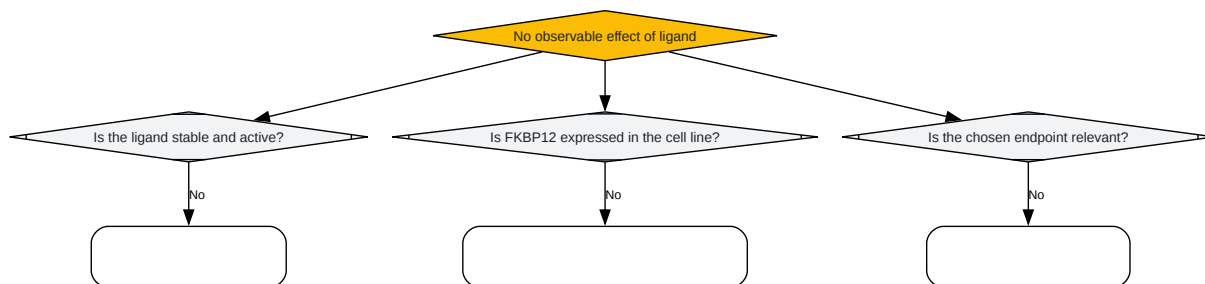 No observable effect of ligand
Is the ligand stable and active?
Is FKBP12 expressed in the cell line?
Is the chosen endpoint relevant?
No
No
No